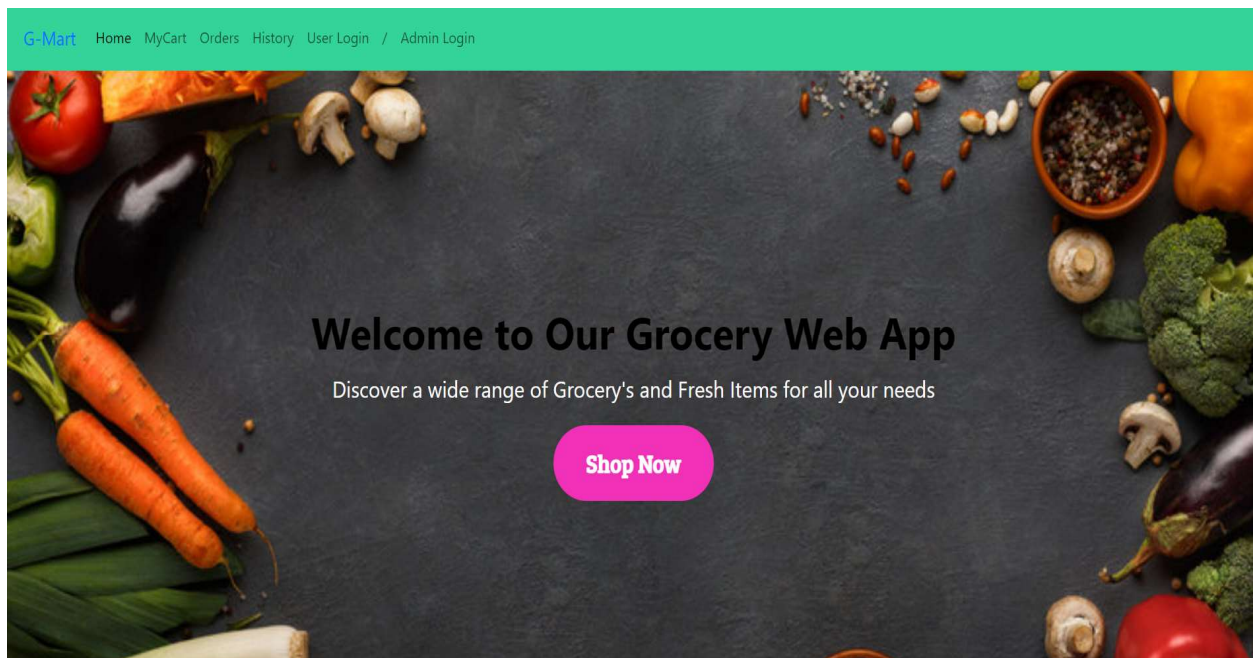 G-Mart Home MyCart Orders History User Login / Admin Login
Welcome to Our Grocery Web App
Discover a wide range of Grocery's and Fresh Items for all your needs
Shop Now